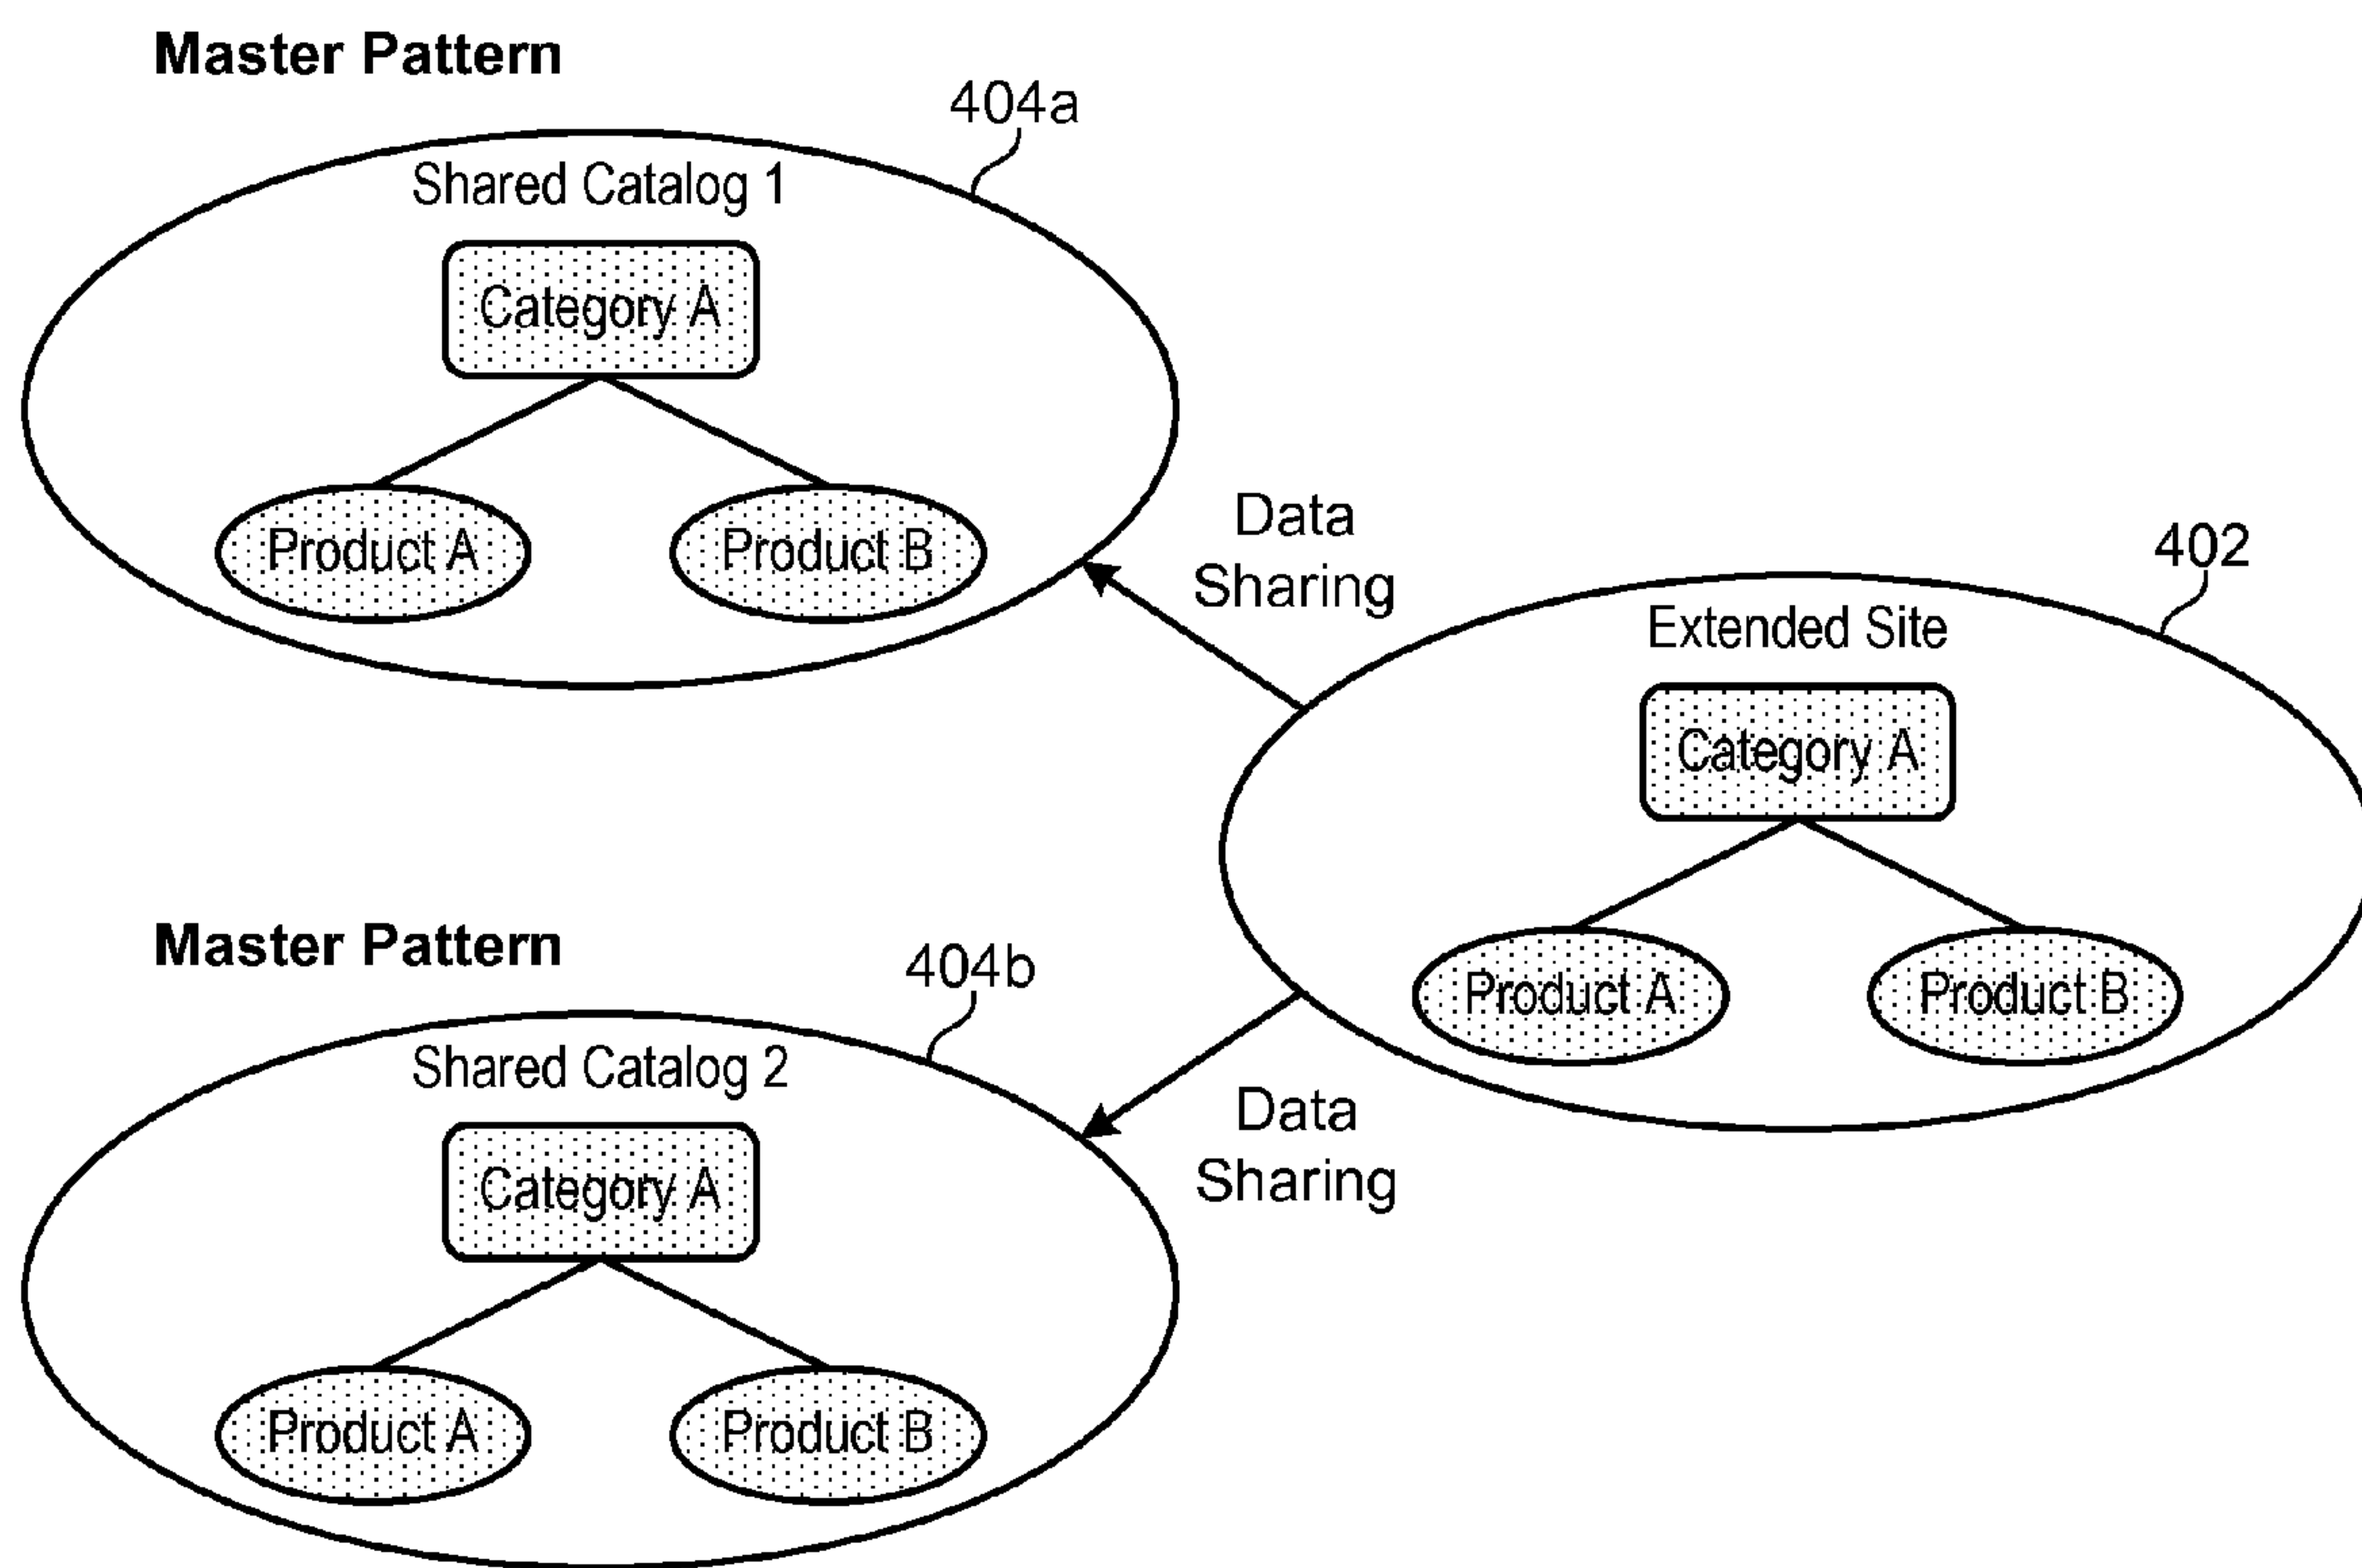 Master Pattern
404a
Shared Catalog 1
Category A
Product A
Product B
Data
Sharing
402
Extended Site
Category A
Product A
Product B
Master Pattern
404b
Shared Catalog 2
Category A
Product A
Product B
Data
Sharing